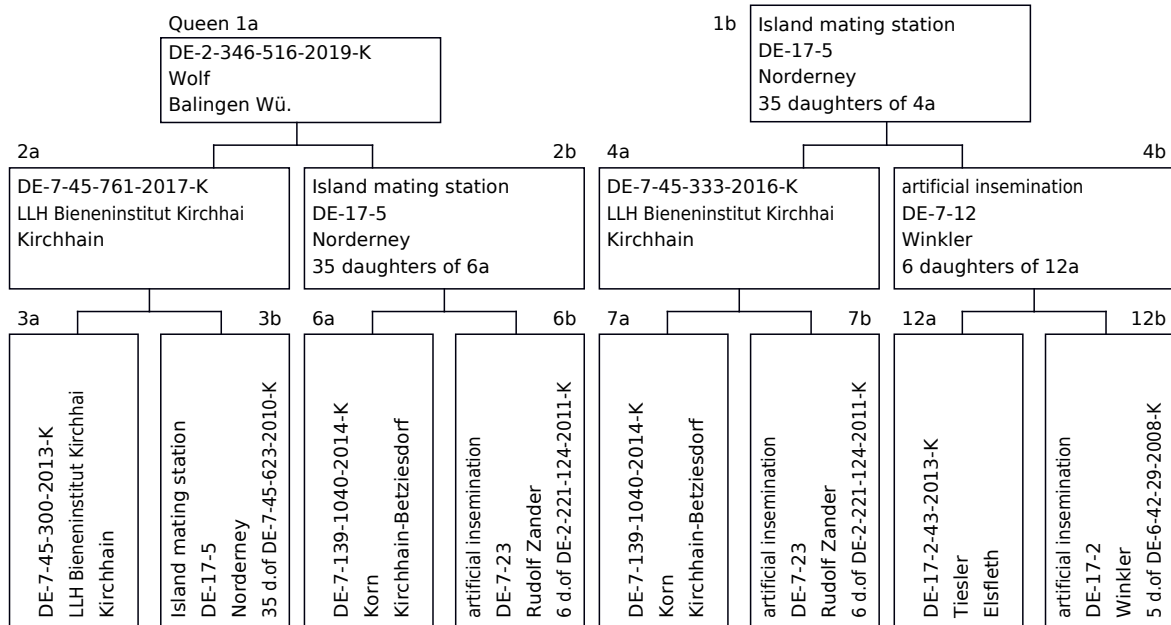 Queen 1a
DE-2-346-516-2019-K
Wolf
Balingen Wü.
1b
Island mating station
DE-17-5
Norderney
35 daughters of 4a
2a
DE-7-45-761-2017-K
LLH Bieneninstitut Kirchhai
Kirchhain
2b
Island mating station
DE-17-5
Norderney
35 daughters of 6a
4a
DE-7-45-333-2016-K
LLH Bieneninstitut Kirchhai
Kirchhain
4b
artificial insemination
DE-7-12
Winkler
6 daughters of 12a
3a
DE-7-45-300-2013-K
LLH Bieneninstitut Kirchhai
Kirchhain
3b
Island mating station
DE-17-5
Norderney
35 d.of DE-7-45-623-2010-K
6a
DE-7-139-1040-2014-K
Korn
Kirchhain-Betziesdorf
6b
artificial insemination
DE-7-23
Rudolf Zander
6 d.of DE-2-221-124-2011-K
7a
DE-7-139-1040-2014-K
Korn
Kirchhain-Betziesdorf
7b
artificial insemination
DE-7-23
Rudolf Zander
6 d.of DE-2-221-124-2011-K
12a
DE-17-2-43-2013-K
Tiesler
Elsfleth
12b
artificial insemination
DE-17-2
Winkler
5 d.of DE-6-42-29-2008-K